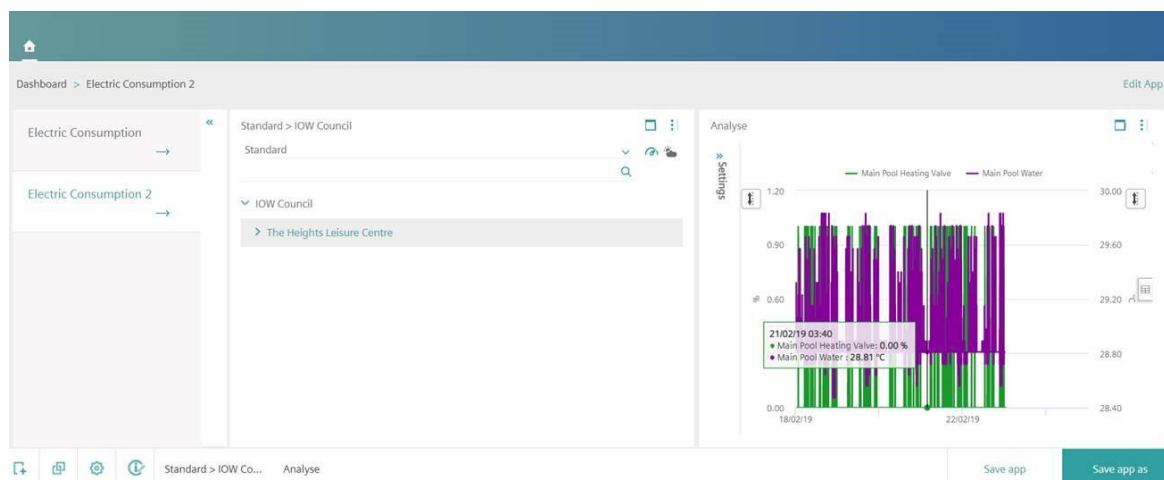 Dashboard > Electric Consumption 2
Edit App
Electric Consumption
Electric Consumption 2
Standard > IOW Council
Standard
IOW Council
The Heights Leisure Centre
Analyse
Settings
Main Pool Heating Valve
Main Pool Water
1.20
0.90
%
0.60
0.00
30.00
29.60
29.20
28.80
28.40
21/02/19 03:40
Main Pool Heating Valve: 0.00 %
Main Pool Water : 28.81 °C
18/02/19
22/02/19
Standard > IOW Co...
Analyse
Save app
Save app as